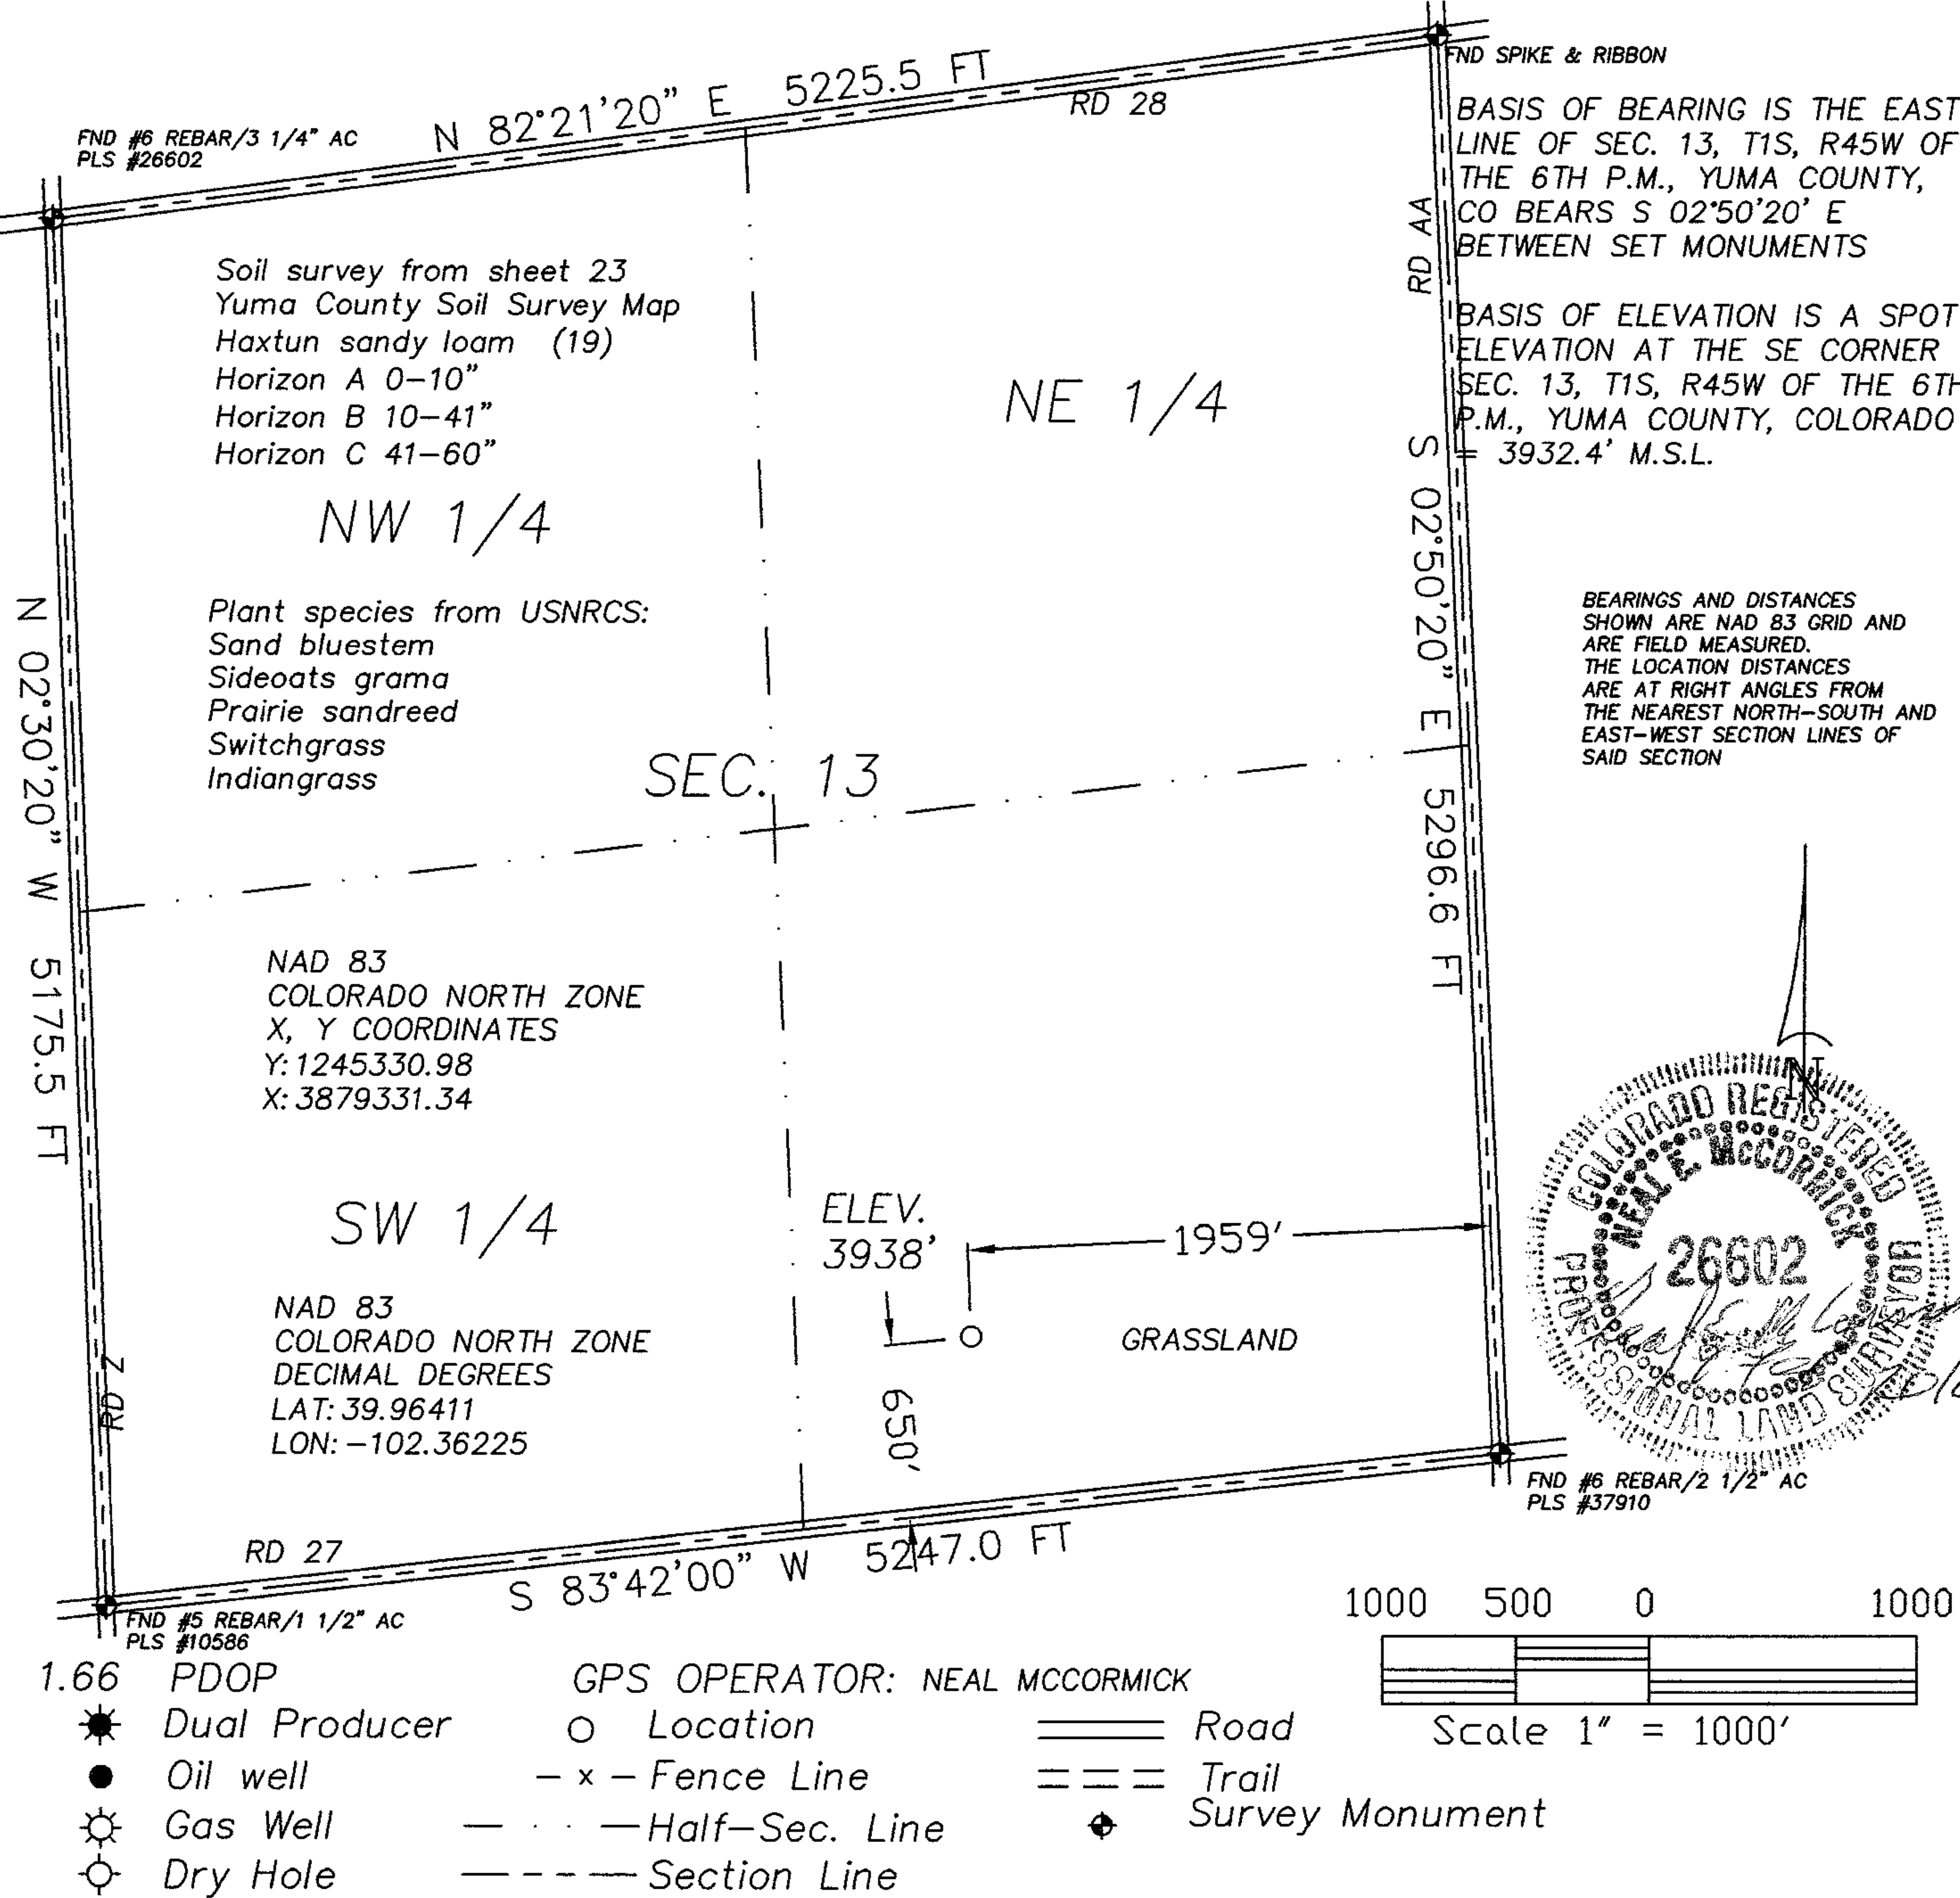 N 82°21'20" E 5225.5 FT
RD 28
FND SPIKE & RIBBON
FND #6 REBAR/3 1/4" AC
PLS #26602
BASIS OF BEARING IS THE EAST
LINE OF SEC. 13, T1S, R45W OF
THE 6TH P.M., YUMA COUNTY,
CO BEARS S 02°50'20' E
BETWEEN SET MONUMENTS
BASIS OF ELEVATION IS A SPOT
ELEVATION AT THE SE CORNER
SEC. 13, T1S, R45W OF THE 6TH
P.M., YUMA COUNTY, COLORADO
= 3932.4' M.S.L.
RD AA
S 02°50'20" E 5296.6 FT
Soil survey from sheet 23
Yuma County Soil Survey Map
Haxtun sandy loam (19)
Horizon A 0-10"
Horizon B 10-41"
Horizon C 41-60"
NW 1/4
NE 1/4
Plant species from USNRCS:
Sand bluestem
Sideoats grama
Prairie sandreed
Switchgrass
Indiangrass
SEC. 13
BEARINGS AND DISTANCES
SHOWN ARE NAD 83 GRID AND
ARE FIELD MEASURED.
THE LOCATION DISTANCES
ARE AT RIGHT ANGLES FROM
THE NEAREST NORTH-SOUTH AND
EAST-WEST SECTION LINES OF
SAID SECTION
N 02°30'20" W 5175.5 FT
NAD 83
COLORADO NORTH ZONE
X, Y COORDINATES
Y: 1245330.98
X: 3879331.34
N
SW 1/4
ELEV.
3938'
1959'
GRASSLAND
650'
NAD 83
COLORADO NORTH ZONE
DECIMAL DEGREES
LAT: 39.96411
LON: -102.36225
RD Z
COLORADO REGISTERED
NEAL E. McCORMICK
26602
PROFESSIONAL LAND SURVEYOR
FND #6 REBAR/2 1/2" AC
PLS #37910
RD 27
S 83°42'00" W 5247.0 FT
FND #5 REBAR/1 1/2" AC
PLS #10586
1000 500 0 1000
Scale 1" = 1000'
1.66 PDOP GPS OPERATOR: NEAL MCCORMICK
Dual Producer Location Road
Oil well Fence Line Trail
Gas Well Half-Sec. Line Survey Monument
Dry Hole Section Line